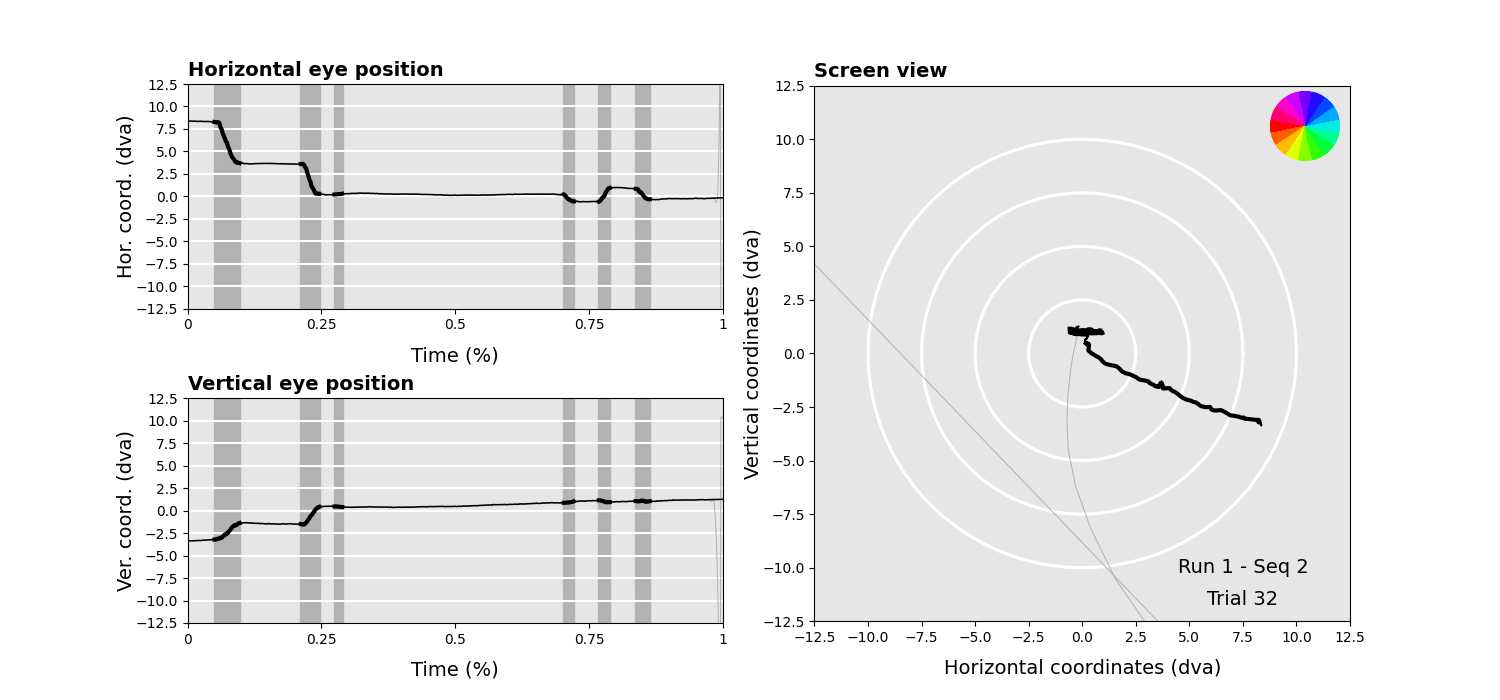 Horizontal eye position
12.5
10.0
7.5
5.0
2.5
0.0
−2.5
−5.0
−7.5
−10.0
−12.5
Hor. coord. (dva)
0 0.25 0.5 0.75 1
Time (%)
Vertical eye position
12.5
10.0
7.5
5.0
2.5
0.0
−2.5
−5.0
−7.5
−10.0
−12.5
Ver. coord. (dva)
0 0.25 0.5 0.75 1
Time (%)
Screen view
12.5
10.0
7.5
5.0
2.5
0.0
−2.5
−5.0
−7.5
−10.0
−12.5
Vertical coordinates (dva)
Run 1 - Seq 2
Trial 32
−12.5 −10.0 −7.5 −5.0 −2.5 0.0 2.5 5.0 7.5 10.0 12.5
Horizontal coordinates (dva)